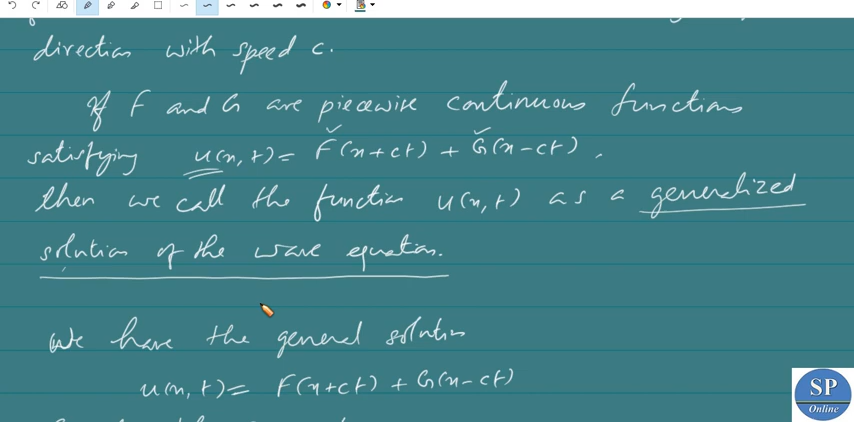 direction with speed c.
If F and G are piecewise continuous functions
satisfying u(x, t) = F(x+ct) + G(x-ct),
then we call the function u(x, t) as a generalized
solution of the wave equation.
We have the general solution
u(x, t) = F(x+ct) + G(x-ct)
SP
Online